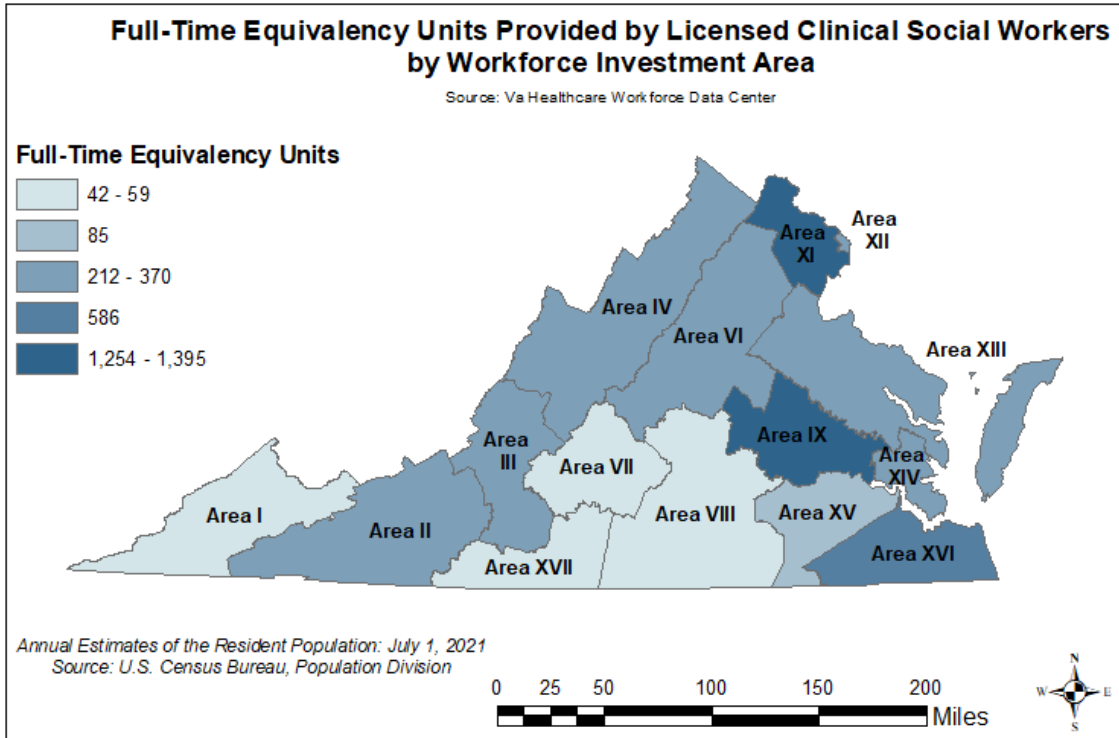 Full-Time Equivalency Units Provided by Licensed Clinical Social Workers
by Workforce Investment Area
Source: Va Healthcare Workforce Data Center
Full-Time Equivalency Units
42 - 59
85
212 - 370
586
1,254 - 1,395
Area
XII
Area
XI
Area IV
Area VI
Area XIII
Area
III
Area IX
Area VII
Area
XIV
Area I
Area VIII
Area XV
Area II
Area XVI
Area XVII
Annual Estimates of the Resident Population: July 1, 2021
Source: U.S. Census Bureau, Population Division
0 25 50 100 150 200
Miles
N
W E
S